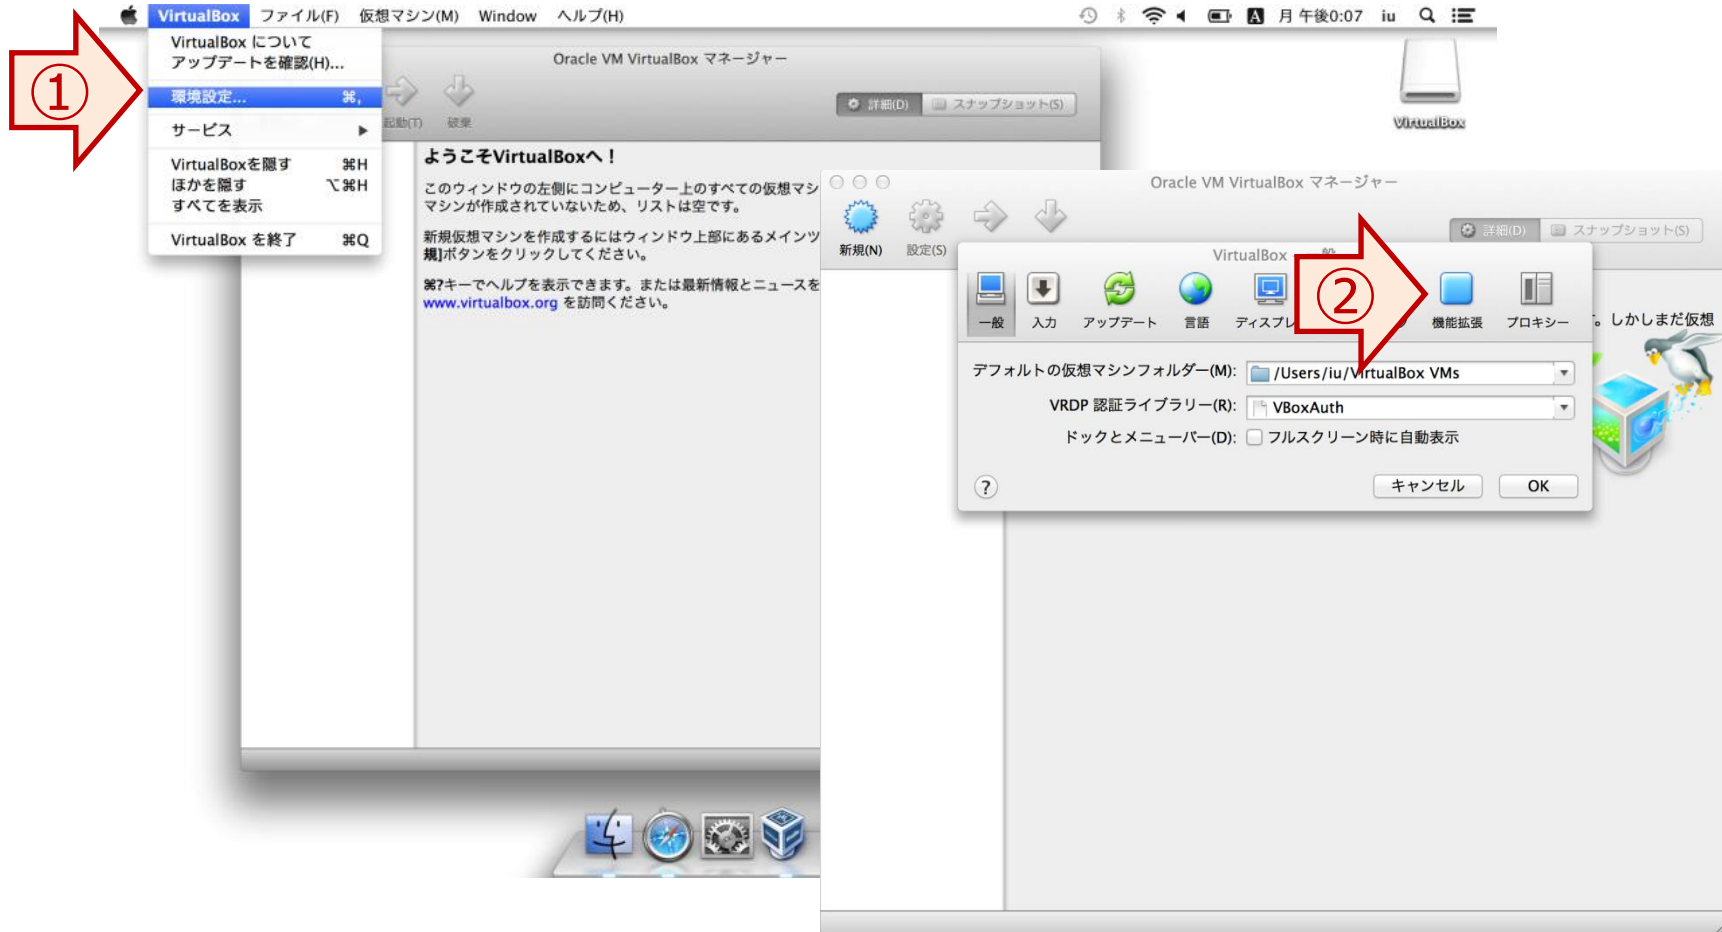 VirtualBox ファイル(F) 仮想マシン(M) Window ヘルプ(H)
月 午後0:07 iu
①
VirtualBox について
アップデートを確認(H)...
環境設定... ⌘,
サービス ▶
VirtualBoxを隠す ⌘H
ほかを隠す ⌥⌘H
すべてを表示
VirtualBox を終了 ⌘Q
Oracle VM VirtualBox マネージャー
起動(T) 破棄
詳細(D) スナップショット(S)
VirtualBox
ようこそVirtualBoxへ！
このウィンドウの左側にコンピューター上のすべての仮想マシ
マシンが作成されていないため、リストは空です。
新規仮想マシンを作成するにはウィンドウ上部にあるメインツ
規]ボタンをクリックしてください。
⌘?キーでヘルプを表示できます。または最新情報とニュースを
www.virtualbox.org を訪問ください。
Oracle VM VirtualBox マネージャー
新規(N) 設定(S)
詳細(D) スナップショット(S)
。しかしまだ仮想
VirtualBox
②
一般 入力 アップデート 言語 ディスプレ 機能拡張 プロキシー
デフォルトの仮想マシンフォルダー(M): /Users/iu/VirtualBox VMs
VRDP 認証ライブラリー(R): VBoxAuth
ドックとメニューバー(D): フルスクリーン時に自動表示
? キャンセル OK